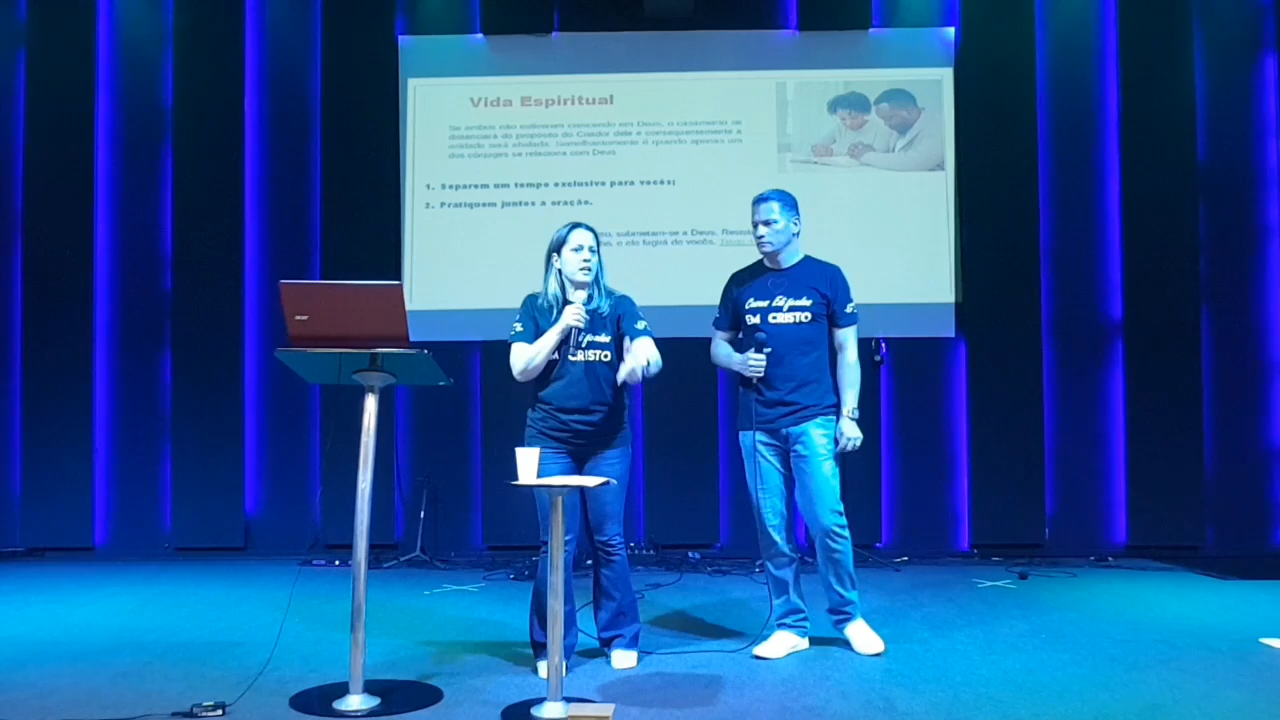 Vida Espiritual
Se ambos não estiverem crescendo em Deus, o casamento se
distanciará do propósito do Criador dele e consequentemente a
unidade será abalada. Semelhantemente é quando apenas um
dos cônjuges se relaciona com Deus
1. Separem um tempo exclusivo para vocês;
2. Pratiquem juntos a oração.
submetam-se a Deus.
e ele fugirá de vocês.
acer
EM CRISTO
EM CRISTO